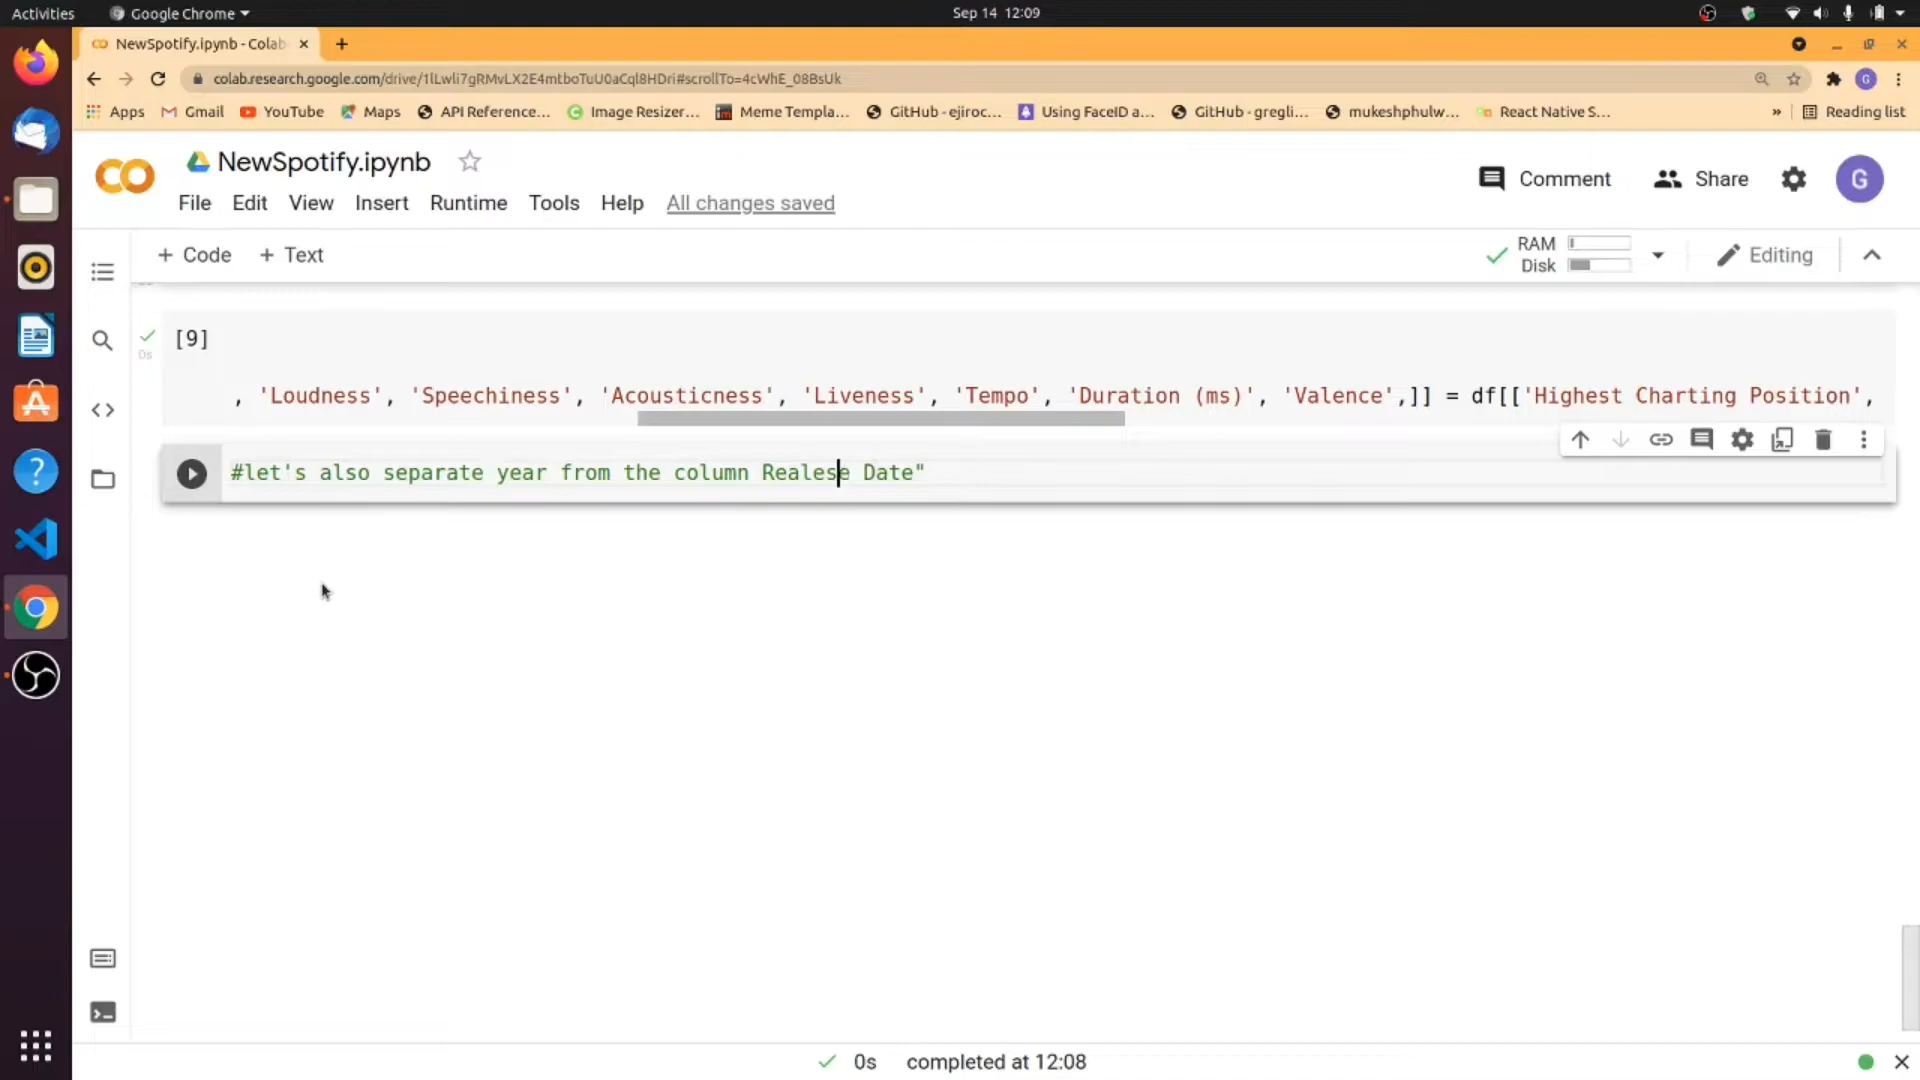 Activities Google Chrome Sep 14 12:09
NewSpotify.ipynb - Colab
colab.research.google.com/drive/1lLwli7gRMvLX2E4mtboTuU0aCql8HDri#scrollTo=4cWhE_08BsUk
Apps Gmail YouTube Maps API Reference... Image Resizer... Meme Templa... GitHub - ejiroc... Using FaceID a... GitHub - gregli... mukeshphulw... React Native S... » Reading list
NewSpotify.ipynb
Comment Share G
File Edit View Insert Runtime Tools Help All changes saved
+ Code + Text
RAM
Disk
Editing
[9]
0s
, 'Loudness', 'Speechiness', 'Acousticness', 'Liveness', 'Tempo', 'Duration (ms)', 'Valence',]] = df[['Highest Charting Position',
#let's also separate year from the column Realese Date"
0s completed at 12:08